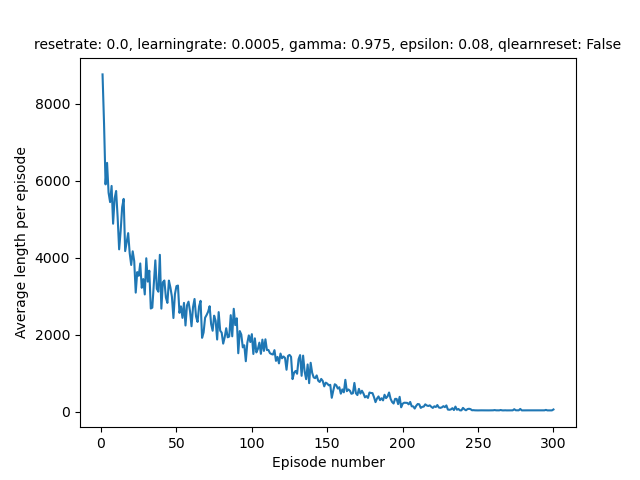 resetrate: 0.0, learningrate: 0.0005, gamma: 0.975, epsilon: 0.08, qlearnreset: False
8000
6000
4000
2000
0
Average length per episode
0 50 100 150 200 250 300
Episode number